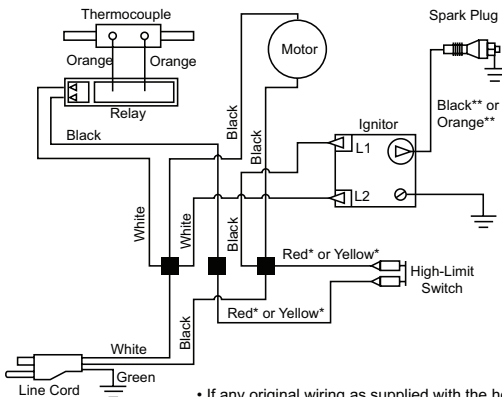 Thermocouple
Spark Plug
Orange
Orange
Motor
Relay
Black
Black
Black
Black** or
Orange**
Ignitor
L1
L2
White
White
Black
Red* or Yellow*
High-Limit
Switch
Red* or Yellow*
White
Black
Green
Line Cord
• If any original wiring as supplied with the